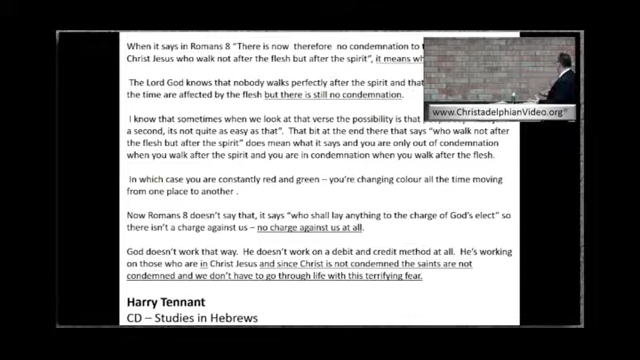 When it says in Romans 8 "There is now therefore no condemnation to
Christ Jesus who walk not after the flesh but after the spirit", it means
The Lord God knows that nobody walks perfectly after the spirit and that
the time are affected by the flesh but there is still no condemnation.
I know that sometimes when we look at that verse the possibility is that
a second, its not quite as easy as that". That bit at the end there that says "who walk not after
the flesh but after the spirit" does mean what it says and you are only out of condemnation
when you walk after the spirit and you are in condemnation when you walk after the flesh.
In which case you are constantly red and green – you're changing colour all the time moving
from one place to another .
Now Romans 8 doesn't say that, it says "who shall lay anything to the charge of God's elect" so
there isn't a charge against us – no charge against us at all.
God doesn't work that way. He doesn't work on a debit and credit method at all. He's working
on those who are in Christ Jesus and since Christ is not condemned the saints are not
condemned and we don't have to go through life with this terrifying fear.
Harry Tennant
CD – Studies in Hebrews
www.ChristadelphianVideo.org